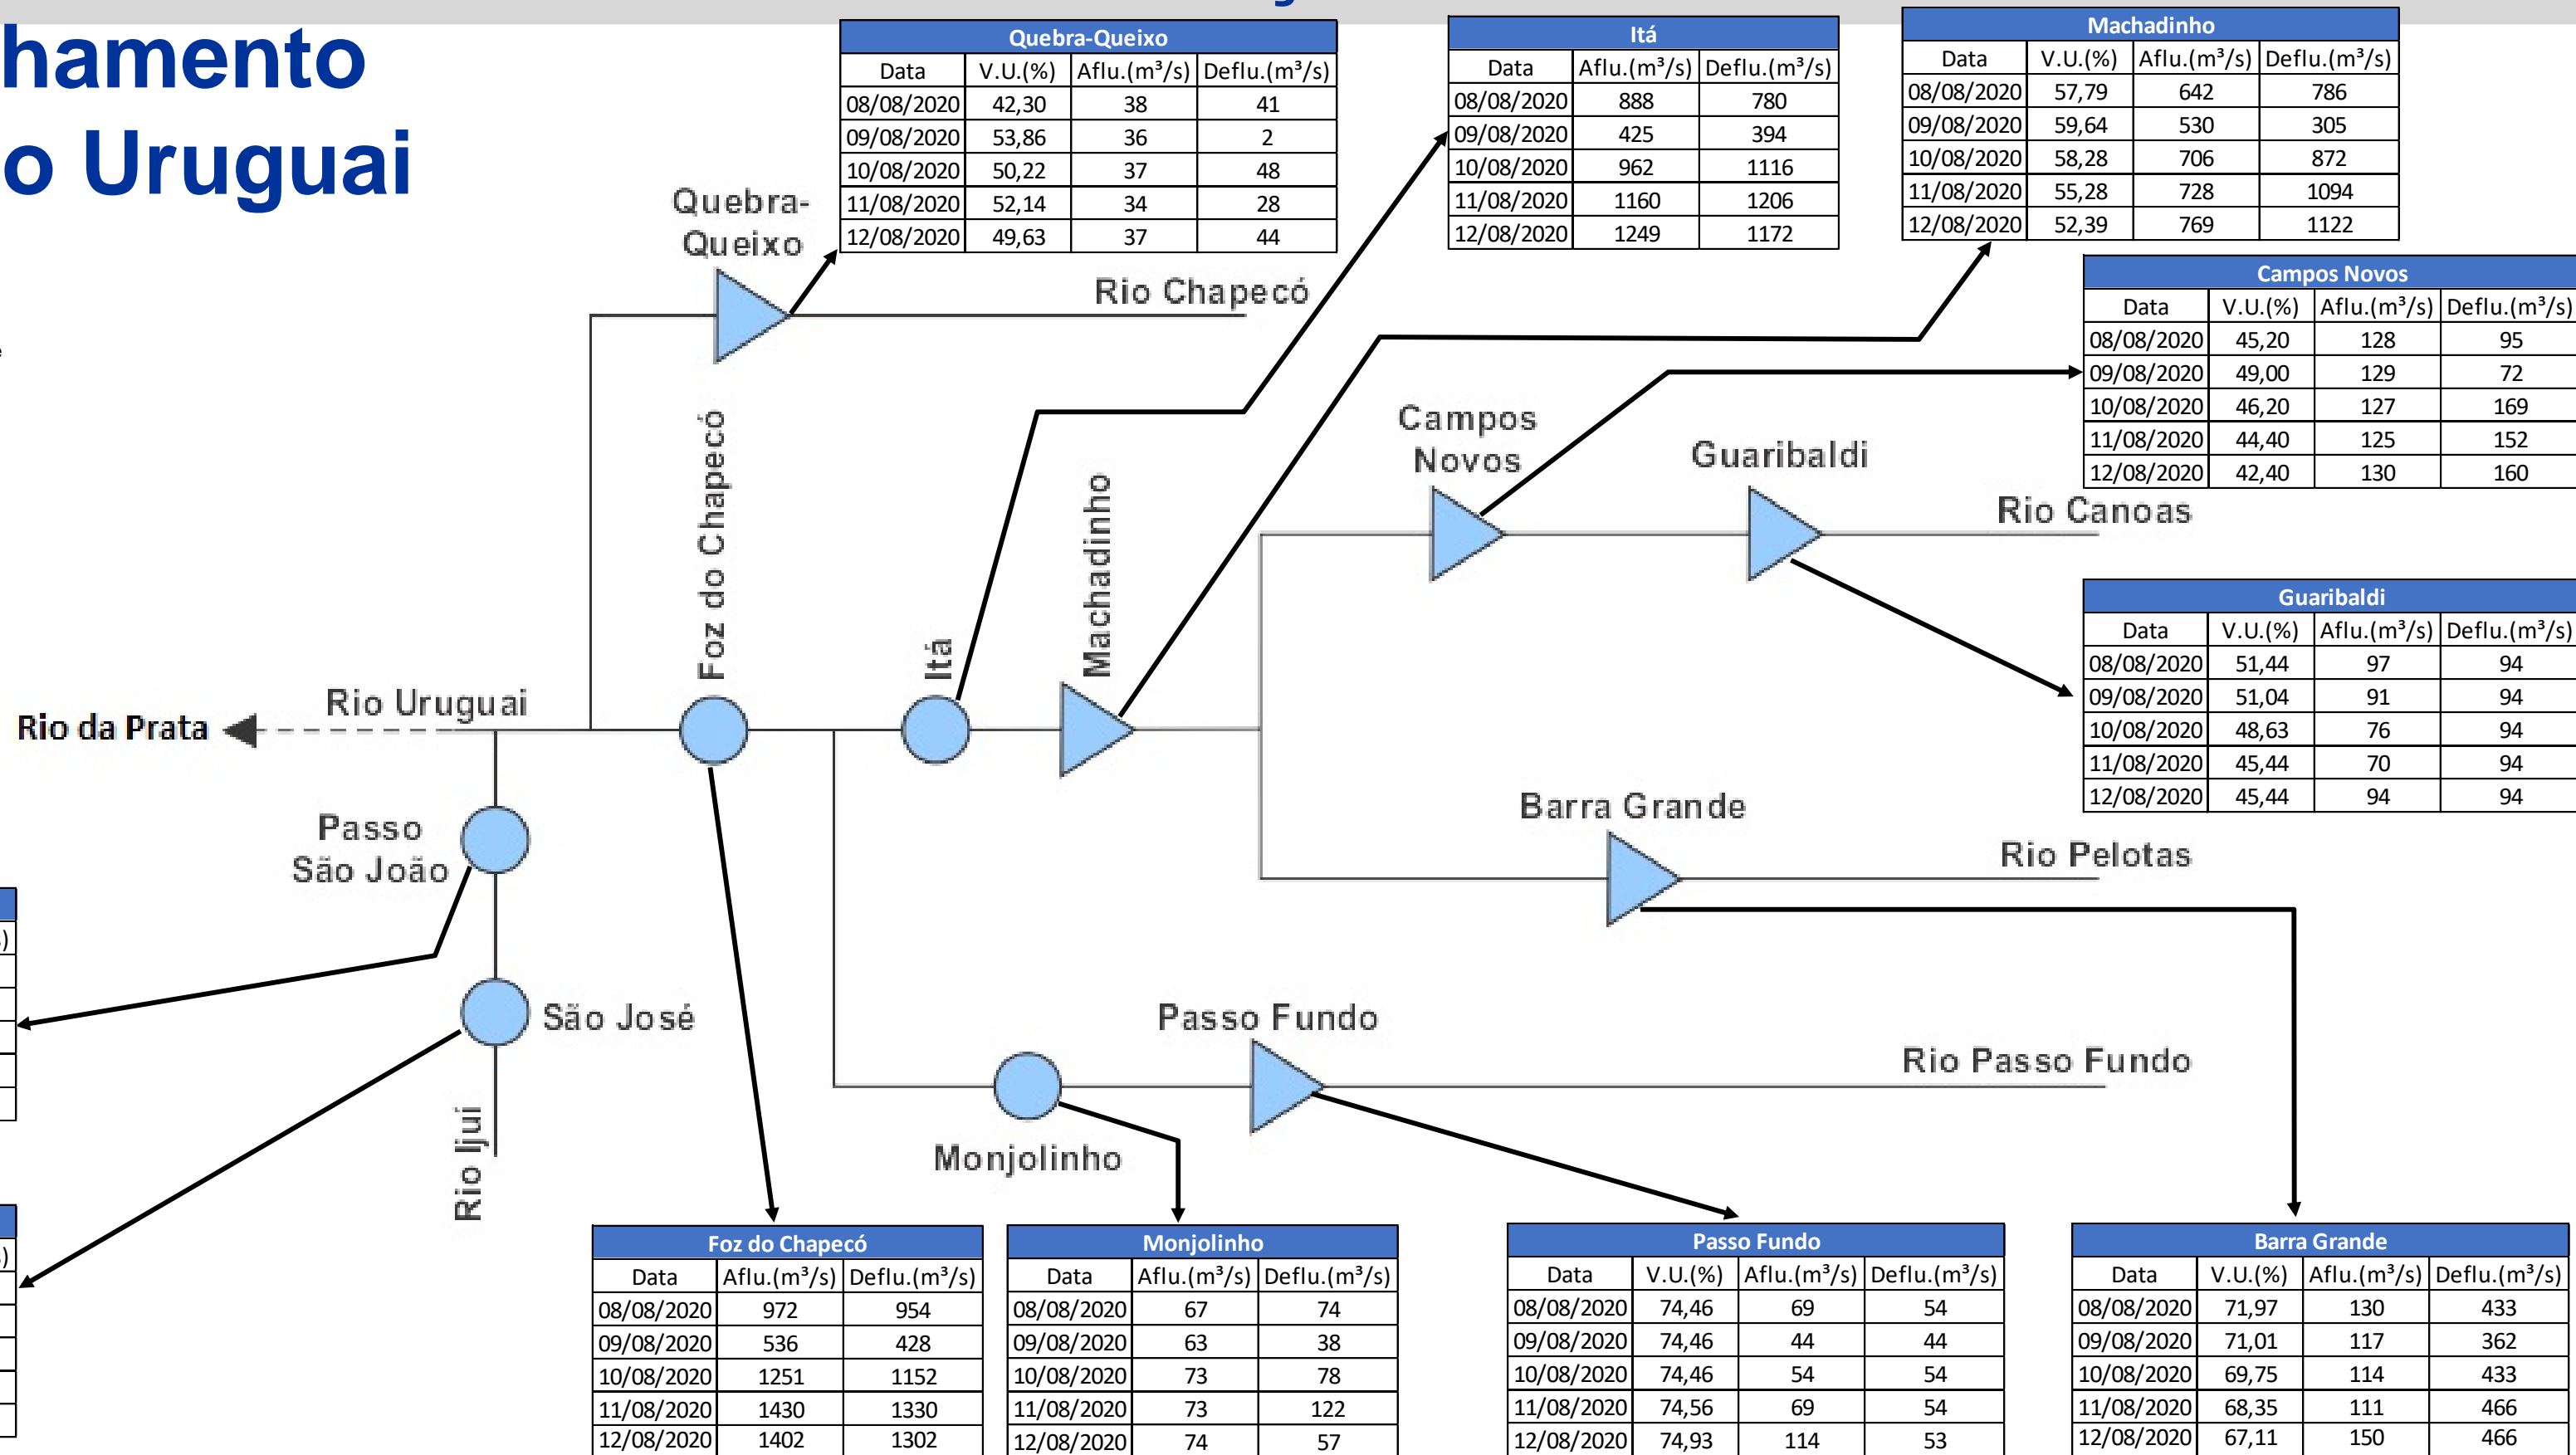 hamento
o Uruguai
Quebra-Queixo
Data V.U.(%) Aflu.(m³/s) Deflu.(m³/s)
08/08/2020 42,30 38 41
09/08/2020 53,86 36 2
10/08/2020 50,22 37 48
11/08/2020 52,14 34 28
12/08/2020 49,63 37 44
Itá
Data Aflu.(m³/s) Deflu.(m³/s)
08/08/2020 888 780
09/08/2020 425 394
10/08/2020 962 1116
11/08/2020 1160 1206
12/08/2020 1249 1172
Machadinho
Data V.U.(%) Aflu.(m³/s) Deflu.(m³/s)
08/08/2020 57,79 642 786
09/08/2020 59,64 530 305
10/08/2020 58,28 706 872
11/08/2020 55,28 728 1094
12/08/2020 52,39 769 1122
Quebra-
Queixo
Rio Chapecó
Campos Novos
Data V.U.(%) Aflu.(m³/s) Deflu.(m³/s)
08/08/2020 45,20 128 95
09/08/2020 49,00 129 72
10/08/2020 46,20 127 169
11/08/2020 44,40 125 152
12/08/2020 42,40 130 160
Foz do Chapecó
Itá
Machadinho
Campos
Novos
Guaribaldi
Rio Canoas
Guaribaldi
Data V.U.(%) Aflu.(m³/s) Deflu.(m³/s)
08/08/2020 51,44 97 94
09/08/2020 51,04 91 94
10/08/2020 48,63 76 94
11/08/2020 45,44 70 94
12/08/2020 45,44 94 94
Rio da Prata
Rio Uruguai
Passo
São João
Barra Grande
Rio Pelotas
São José
Rio Ijui
Passo Fundo
Rio Passo Fundo
Monjolinho
Foz do Chapecó
Data Aflu.(m³/s) Deflu.(m³/s)
08/08/2020 972 954
09/08/2020 536 428
10/08/2020 1251 1152
11/08/2020 1430 1330
12/08/2020 1402 1302
Monjolinho
Data Aflu.(m³/s) Deflu.(m³/s)
08/08/2020 67 74
09/08/2020 63 38
10/08/2020 73 78
11/08/2020 73 122
12/08/2020 74 57
Passo Fundo
Data V.U.(%) Aflu.(m³/s) Deflu.(m³/s)
08/08/2020 74,46 69 54
09/08/2020 74,46 44 44
10/08/2020 74,46 54 54
11/08/2020 74,56 69 54
12/08/2020 74,93 114 53
Barra Grande
Data V.U.(%) Aflu.(m³/s) Deflu.(m³/s)
08/08/2020 71,97 130 433
09/08/2020 71,01 117 362
10/08/2020 69,75 114 433
11/08/2020 68,35 111 466
12/08/2020 67,11 150 466